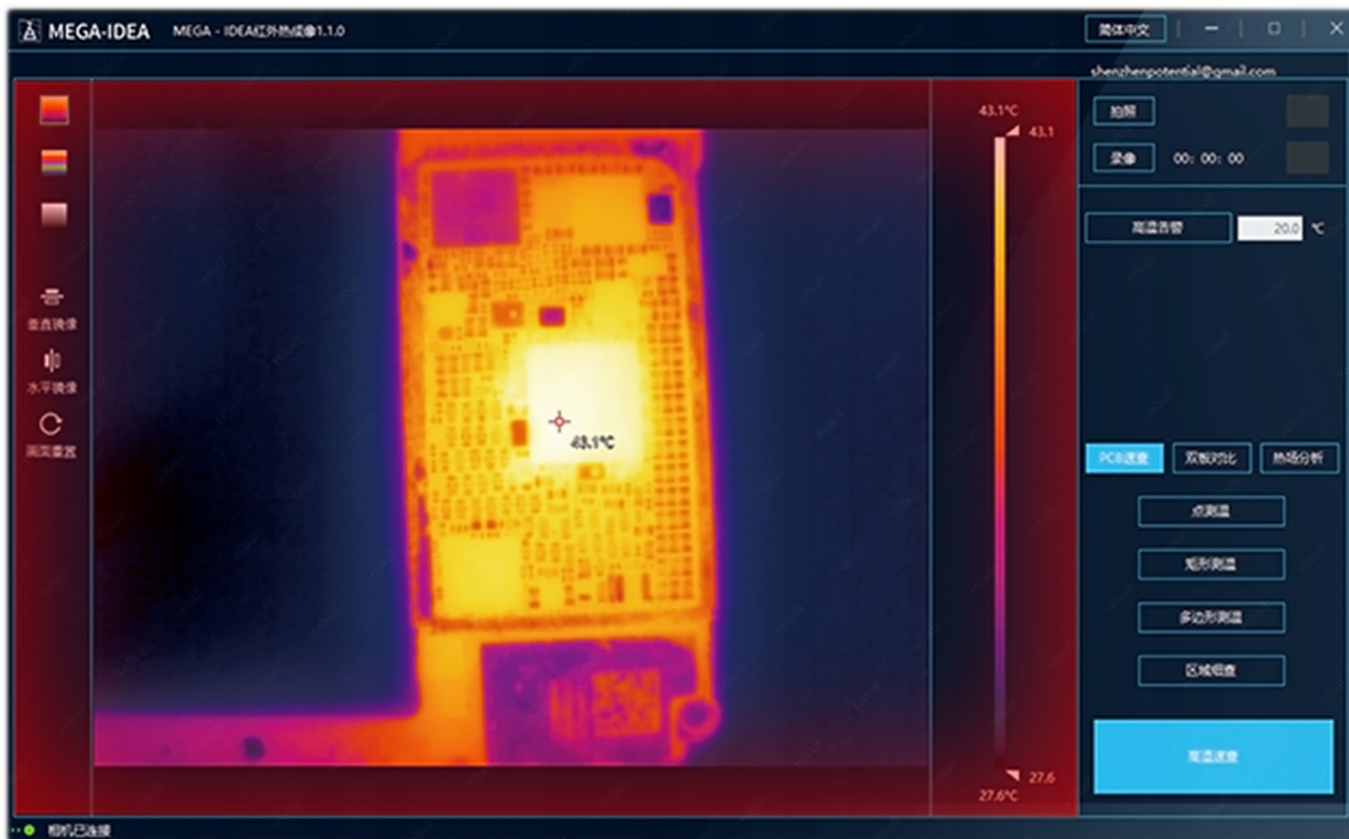 MEGA-IDEA MEGA - IDEA红外热成像1.1.0 简体中文
shenzhenpotential@gmail.com
43.1℃
43.1
拍照
录像 00: 00: 00
高温告警 20.0 ℃
垂直镜像
水平镜像
画面重置
43.1℃
PCB速查 双板对比 热场分析
点测温
矩形测温
多边形测温
区域细查
高温速查
27.6
27.6℃
相机已连接